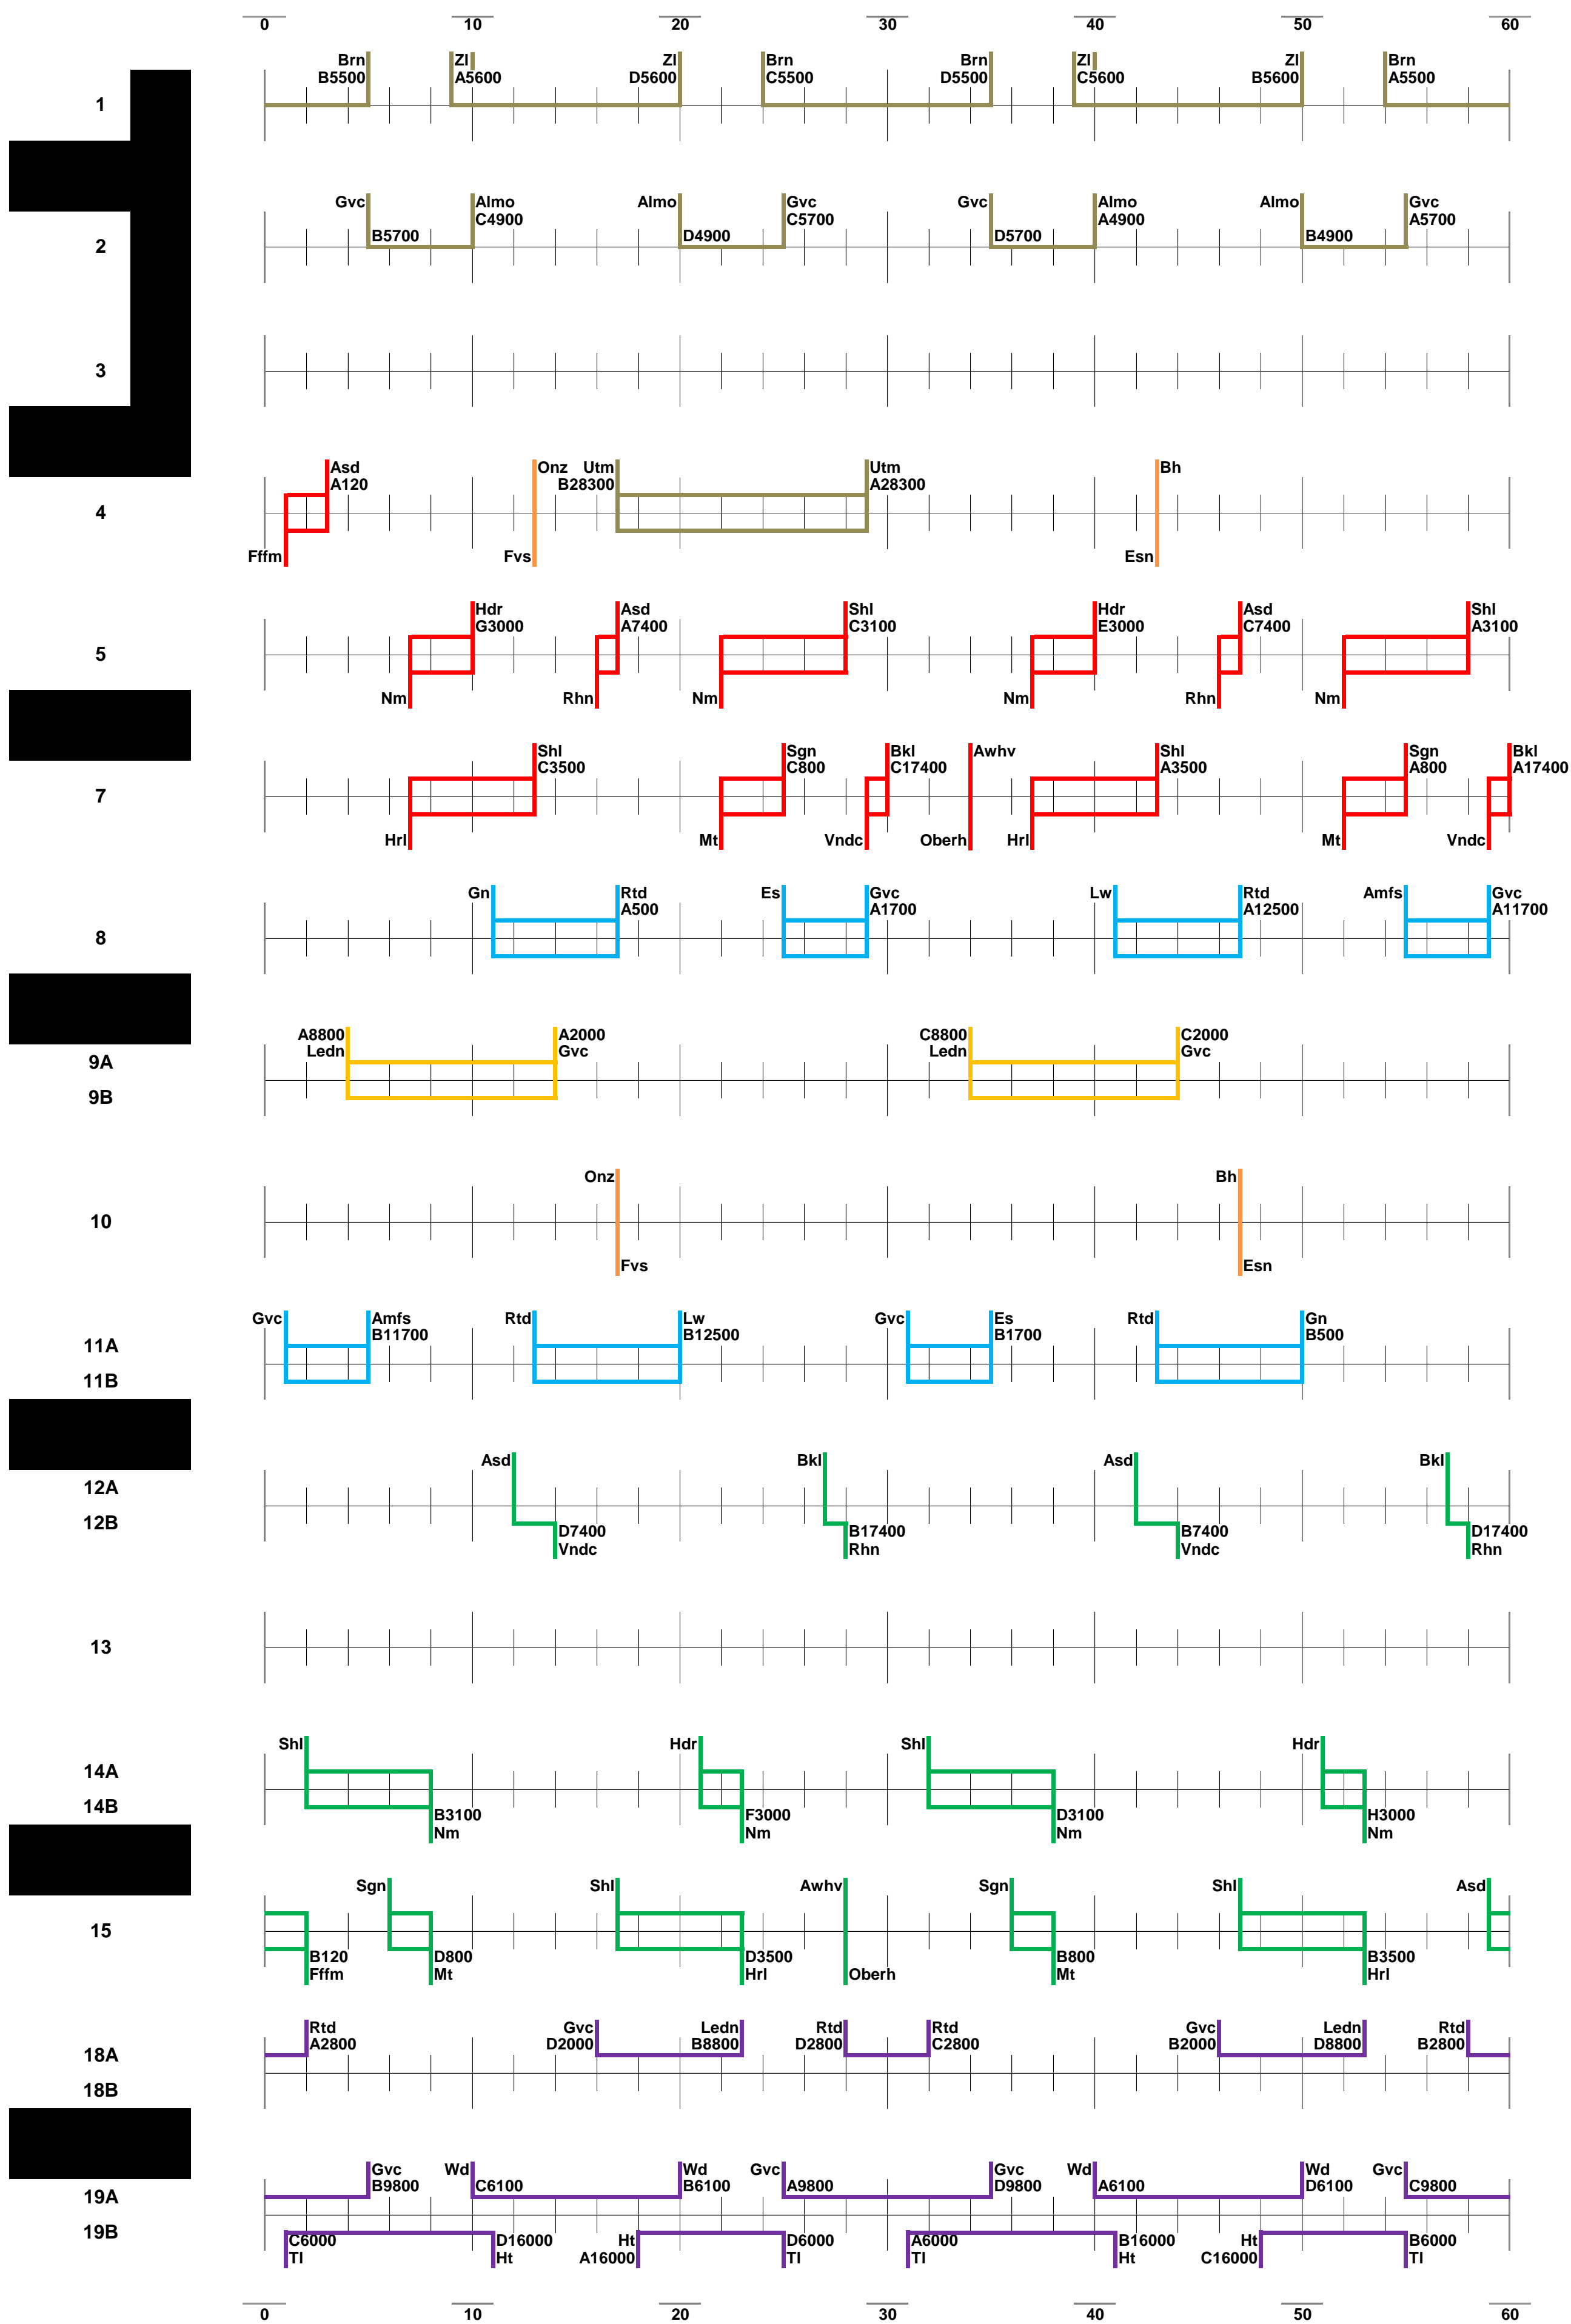 0 10 20 30 40 50 60
Brn Zl Zl Brn Brn Zl Zl Brn
B5500 A5600 D5600 C5500 D5500 C5600 B5600 A5500
1
Gvc Almo Almo Gvc Gvc Almo Almo Gvc
C4900 C5700 A4900 A5700
B5700 D4900 D5700 B4900
2
3
Asd Onz Utm Utm Bh
A120 B28300 A28300
4
Fffm Fvs Esn
Hdr Asd Shl Hdr Asd Shl
G3000 A7400 C3100 E3000 C7400 A3100
5
Nm Rhn Nm Nm Rhn Nm
Shl Sgn Bkl Awhv Shl Sgn Bkl
C3500 C800 C17400 A3500 A800 A17400
7
Hrl Mt Vndc Oberh Hrl Mt Vndc
Gn Rtd Es Gvc Lw Rtd Amfs Gvc
A500 A1700 A12500 A11700
8
A8800 A2000 C8800 C2000
Ledn Gvc Ledn Gvc
9A
9B
Onz Bh
10
Fvs Esn
Gvc Amfs Rtd Lw Gvc Es Rtd Gn
B11700 B12500 B1700 B500
11A
11B
Asd Bkl Asd Bkl
12A
12B
D7400 B17400 B7400 D17400
Vndc Rhn Vndc Rhn
13
Shl Hdr Shl Hdr
14A
14B
B3100 F3000 D3100 H3000
Nm Nm Nm Nm
Sgn Shl Awhv Sgn Shl Asd
15
B120 D800 D3500 B800 B3500
Fffm Mt Hrl Oberh Mt Hrl
Rtd Gvc Ledn Rtd Rtd Gvc Ledn Rtd
A2800 D2000 B8800 D2800 C2800 B2000 D8800 B2800
18A
18B
Gvc Wd Wd Gvc Gvc Wd Wd Gvc
B9800 C6100 B6100 A9800 D9800 A6100 D6100 C9800
19A
19B
C6000 D16000 Ht D6000 A6000 B16000 Ht B6000
Tl Ht A16000 Tl Tl Ht C16000 Tl
0 10 20 30 40 50 60